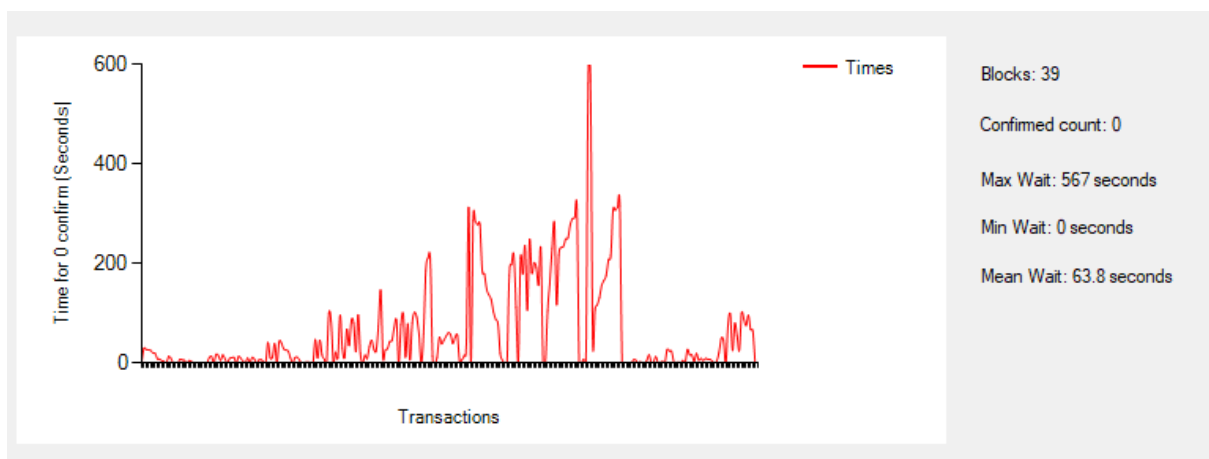 600
400
200
0
Time for 0 confirm (Seconds)
Transactions
Times
Blocks: 39
Confirmed count: 0
Max Wait: 567 seconds
Min Wait: 0 seconds
Mean Wait: 63.8 seconds